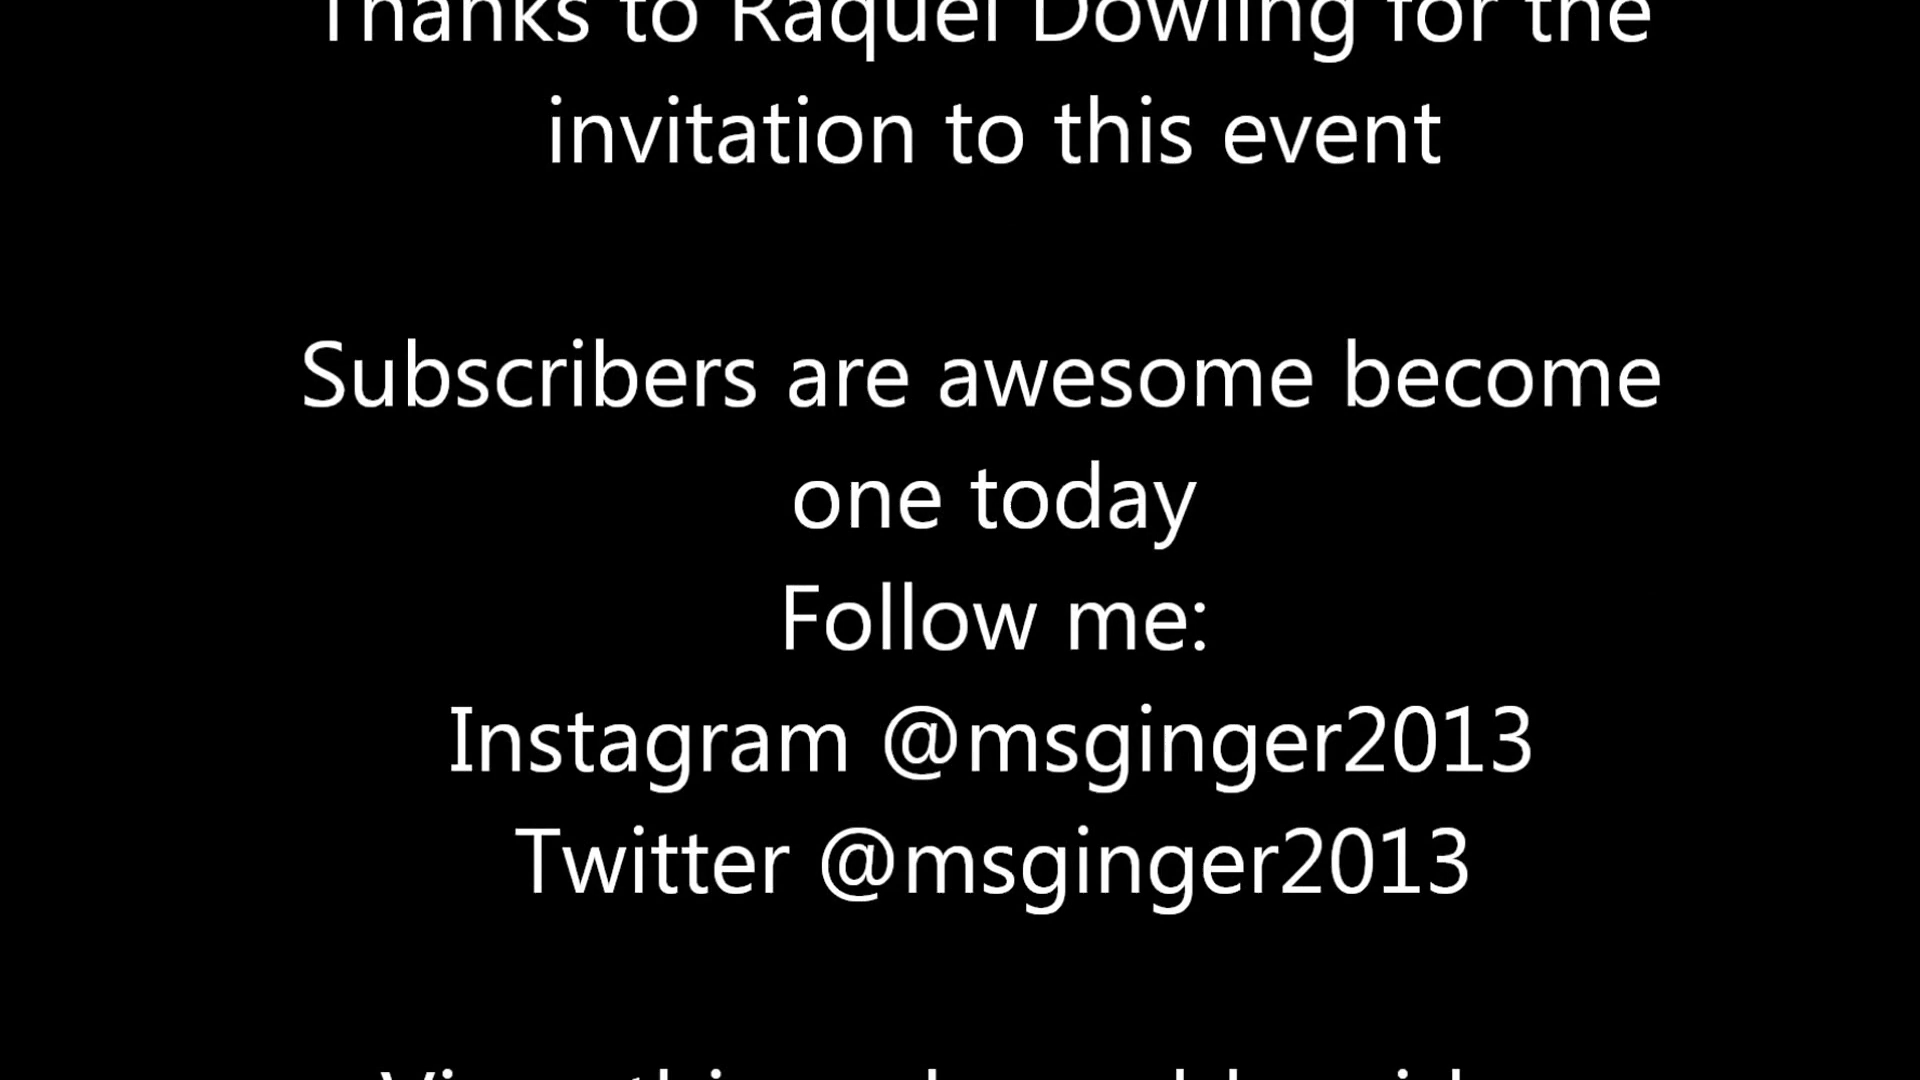 Thanks to Raquel Dowling for the
invitation to this event
Subscribers are awesome become
one today
Follow me:
Instagram @msginger2013
Twitter @msginger2013